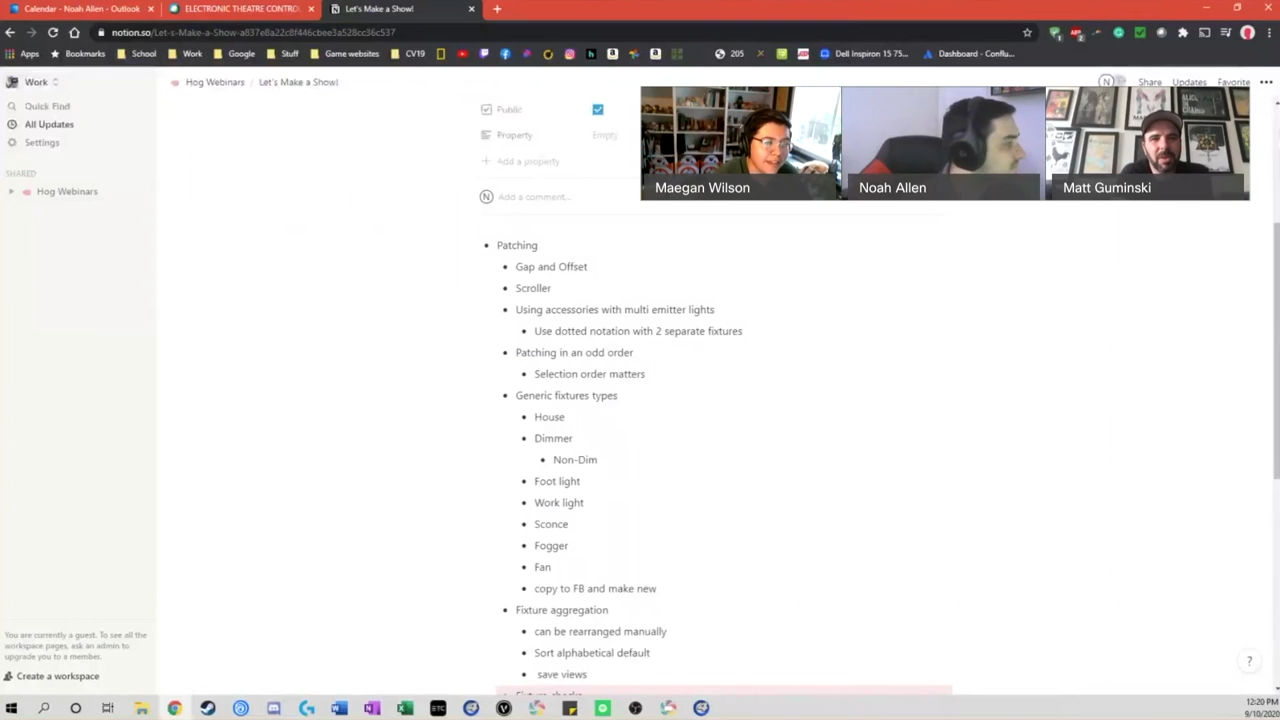 Calendar - Noah Allen - Outlook
ELECTRONIC THEATRE CONTRO
Let's Make a Show!
notion.so/Let-s-Make-a-Show-a837e8a22c8f446cbee3a528cc36c537
Apps
Bookmarks
School
Work
Google
Stuff
Game websites
CV19
205
Dell Inspiron 15 75...
Dashboard - Conflu...
Work
Hog Webinars / Let's Make a Show!
Share
Updates
Favorite
Quick Find
All Updates
Settings
SHARED
Hog Webinars
Public
Property
Empty
Add a property
Add a comment...
Maegan Wilson
Noah Allen
Matt Guminski
Patching
Gap and Offset
Scroller
Using accessories with multi emitter lights
Use dotted notation with 2 separate fixtures
Patching in an odd order
Selection order matters
Generic fixtures types
House
Dimmer
Non-Dim
Foot light
Work light
Sconce
Fogger
Fan
copy to FB and make new
Fixture aggregation
can be rearranged manually
Sort alphabetical default
save views
You are currently a guest. To see all the
workspace pages, ask an admin to
upgrade you to a member.
Create a workspace
?
12:20 PM
9/10/2020